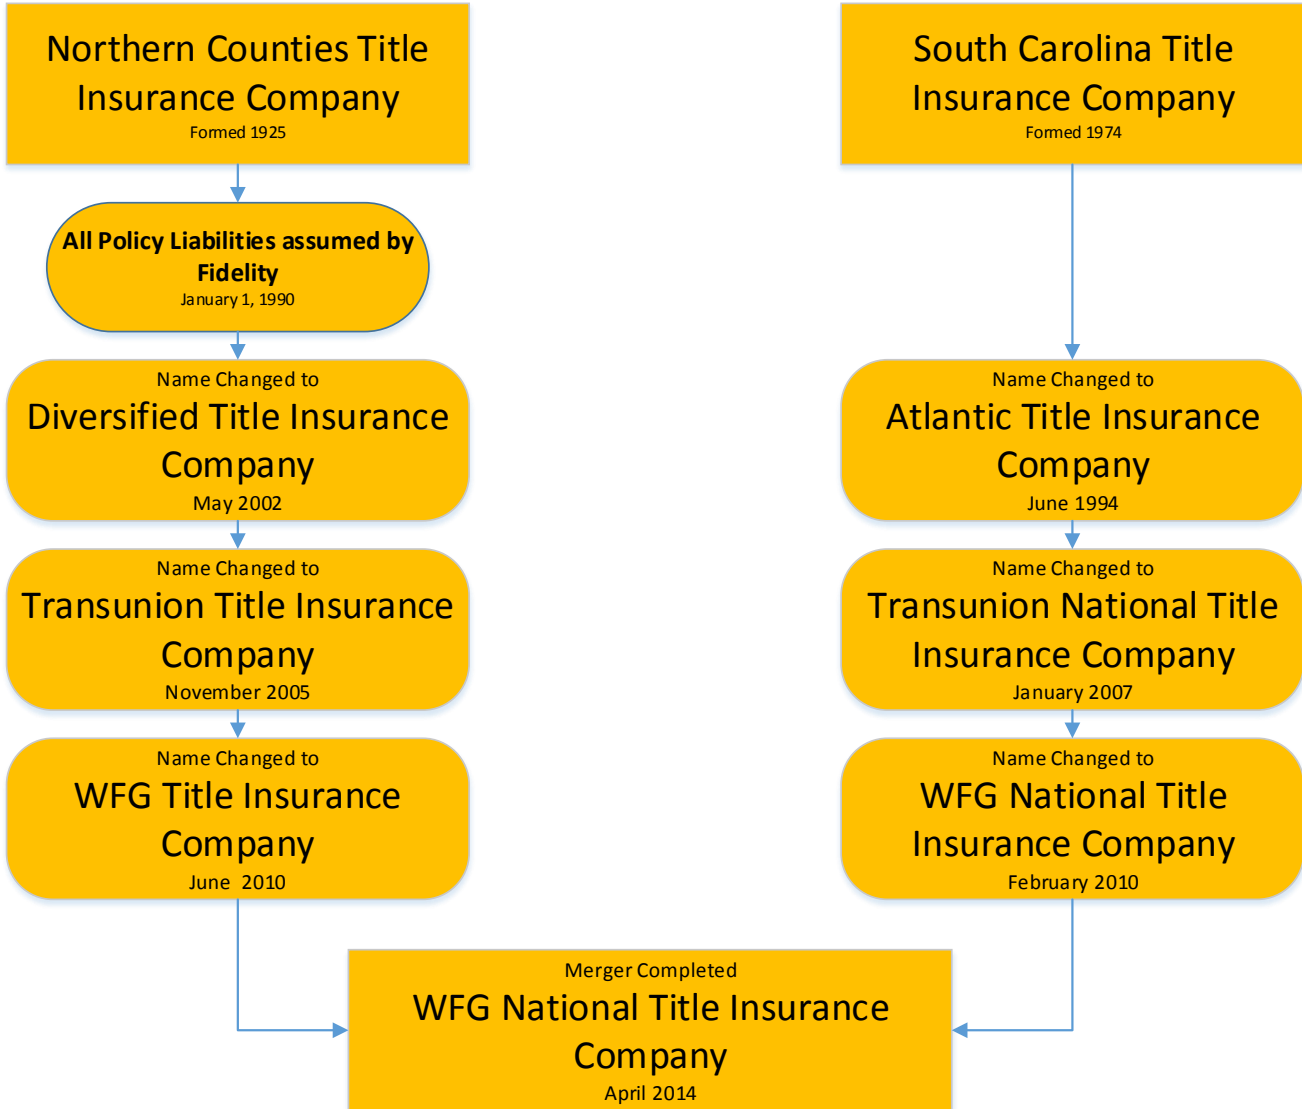 Northern Counties Title
Insurance Company
Formed 1925
All Policy Liabilities assumed by
Fidelity
January 1, 1990
Name Changed to
Diversified Title Insurance
Company
May 2002
Name Changed to
Transunion Title Insurance
Company
November 2005
Name Changed to
WFG Title Insurance
Company
June 2010
South Carolina Title
Insurance Company
Formed 1974
Name Changed to
Atlantic Title Insurance
Company
June 1994
Name Changed to
Transunion National Title
Insurance Company
January 2007
Name Changed to
WFG National Title
Insurance Company
February 2010
Merger Completed
WFG National Title Insurance
Company
April 2014